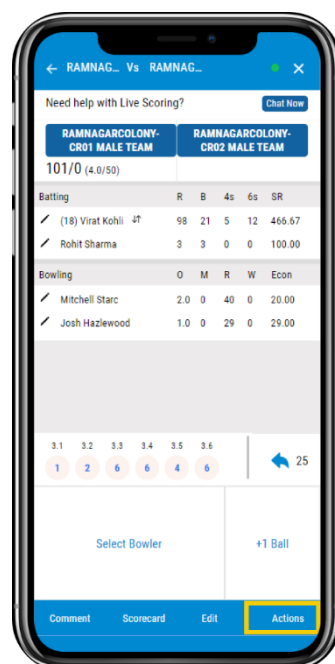 ← RAMNAG... Vs RAMNAG... ✕
Need help with Live Scoring? Chat Now
RAMNAGARCOLONY-CR01 MALE TEAM
RAMNAGARCOLONY-CR02 MALE TEAM
101/0 (4.0/50)
Batting R B 4s 6s SR
(18) Virat Kohli ↓↑ 98 21 5 12 466.67
Rohit Sharma 3 3 0 0 100.00
Bowling O M R W Econ
Mitchell Starc 2.0 0 40 0 20.00
Josh Hazlewood 1.0 0 29 0 29.00
3.1 3.2 3.3 3.4 3.5 3.6
1 2 6 6 4 6 25
Select Bowler +1 Ball
Comment Scorecard Edit Actions